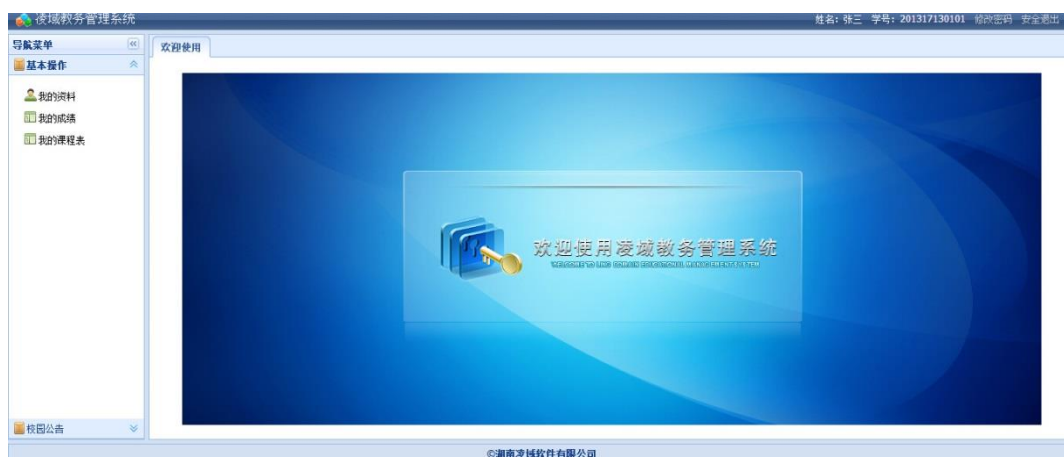 凌域教务管理系统
姓名: 张三 学号: 201317130101 修改密码 安全退出
导航菜单
欢迎使用
基本操作
我的资料
我的成绩
我的课程表
欢迎使用凌域教务管理系统
校园公告
©湖南凌域软件有限公司